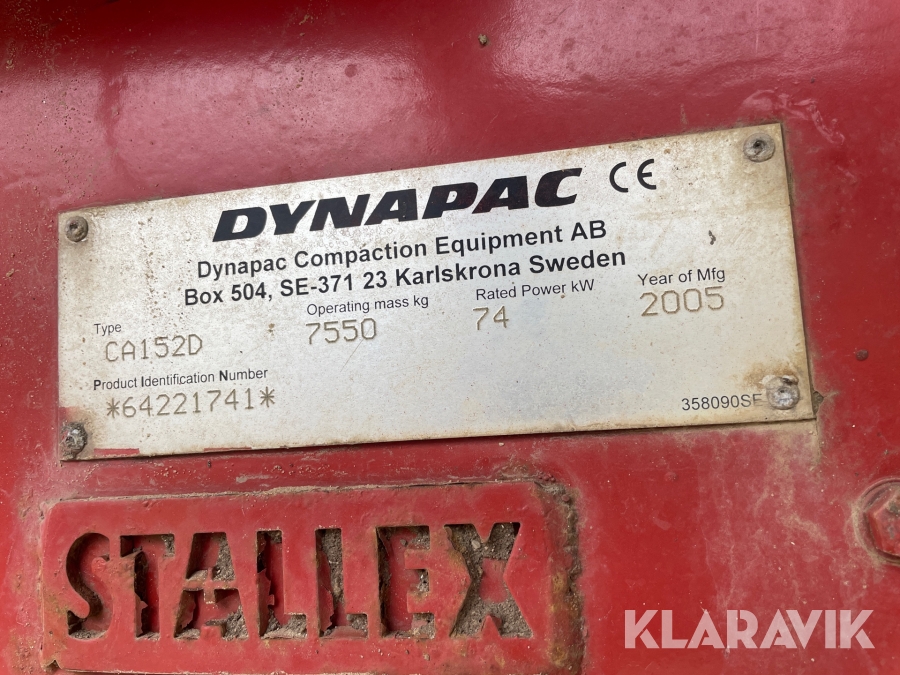 DYNAPAC CE
Dynapac Compaction Equipment AB
Box 504, SE-371 23 Karlskrona Sweden
Type Operating mass kg Rated Power kW Year of Mfg
CA152D 7550 74 2005
Product Identification Number
*64221741*
358090SE
STALLEX
KLARAVIK